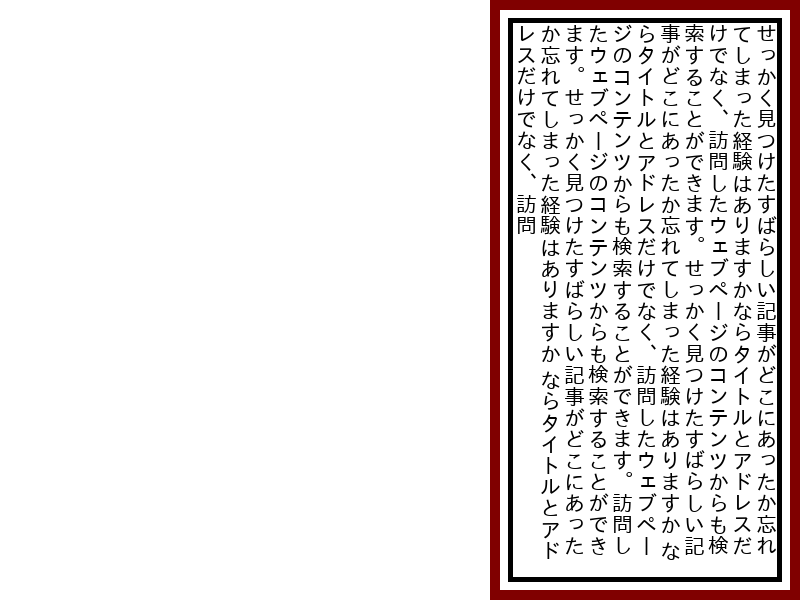 せっかく見つけたすばらしい記事がどこにあったか忘れ
てしまった経験はありますかならタイトルとアドレスだ
けでなく、訪問したウェブページのコンテンツからも検
索することができます。せっかく見つけたすばらしい記
事がどこにあったか忘れてしまった経験はありますか な
らタイトルとアドレスだけでなく、訪問したウェブペー
ジのコンテンツからも検索することができます。訪問し
たウェブページのコンテンツからも検索することができ
ます。せっかく見つけたすばらしい記事がどこにあった
か忘れてしまった経験はありますか ならタイトルとアド
レスだけでなく、訪問